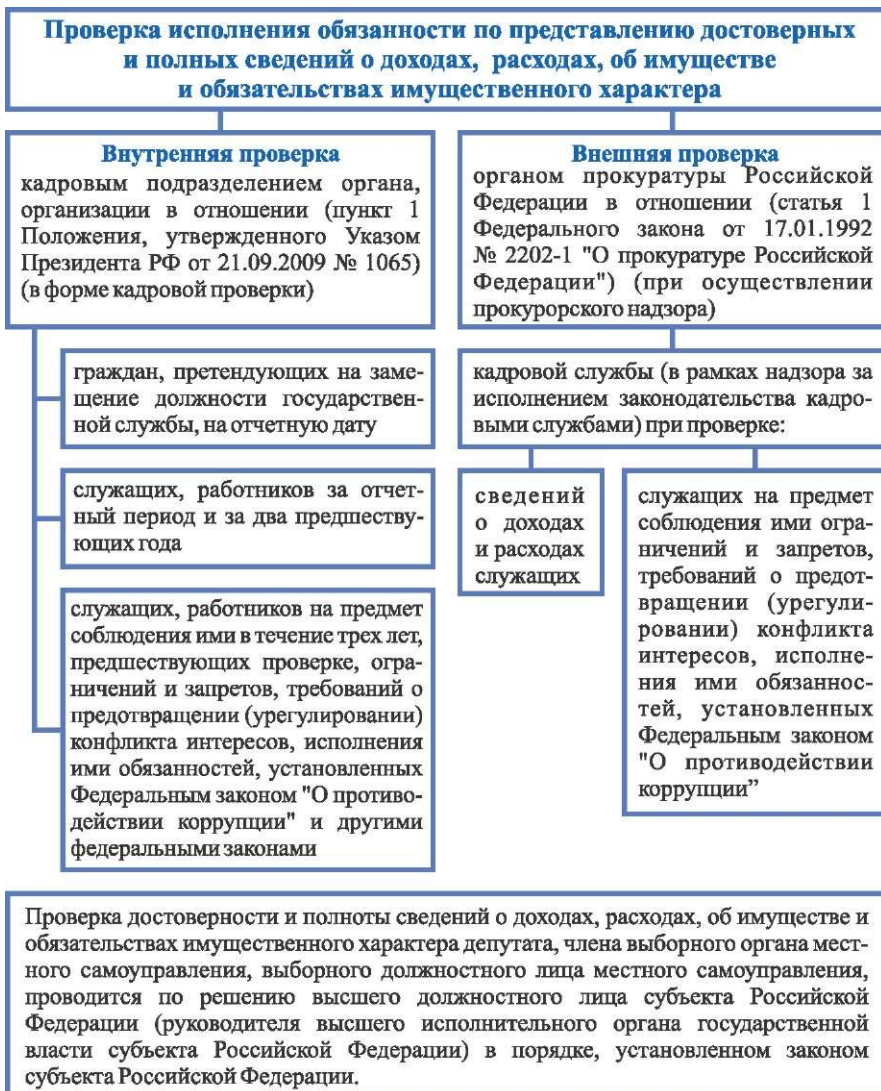 Проверка исполнения обязанности по представлению достоверных
и полных сведений о доходах, расходах, об имуществе
и обязательствах имущественного характера
Внутренняя проверка
кадровым подразделением органа,
организации в отношении (пункт 1
Положения, утвержденного Указом
Президента РФ от 21.09.2009 № 1065)
(в форме кадровой проверки)
граждан, претендующих на заме-
щение должности государствен-
ной службы, на отчетную дату
служащих, работников за отчет-
ный период и за два предшеству-
ющих года
служащих, работников на предмет
соблюдения ими в течение трех лет,
предшествующих проверке, огра-
ничений и запретов, требований о
предотвращении (урегулировании)
конфликта интересов, исполнения
ими обязанностей, установленных
Федеральным законом "О противо-
действии коррупции" и другими
федеральными законами
Внешняя проверка
органом прокуратуры Российской
Федерации в отношении (статья 1
Федерального закона от 17.01.1992
№ 2202-1 "О прокуратуре Российской
Федерации") (при осуществлении
прокурорского надзора)
кадровой службы (в рамках надзора за
исполнением законодательства кадро-
выми службами) при проверке:
сведений
о доходах
и расходах
служащих
служащих на предмет
соблюдения ими огра-
ничений и запретов,
требований о предот-
вращении (урегули-
ровании) конфликта
интересов, исполне-
ния ими обязаннос-
тей, установленных
Федеральным законом
"О противодействии
коррупции”
Проверка достоверности и полноты сведений о доходах, расходах, об имуществе и
обязательствах имущественного характера депутата, члена выборного органа мест-
ного самоуправления, выборного должностного лица местного самоуправления,
проводится по решению высшего должностного лица субъекта Российской
Федерации (руководителя высшего исполнительного органа государственной
власти субъекта Российской Федерации) в порядке, установленном законом
субъекта Российской Федерации.